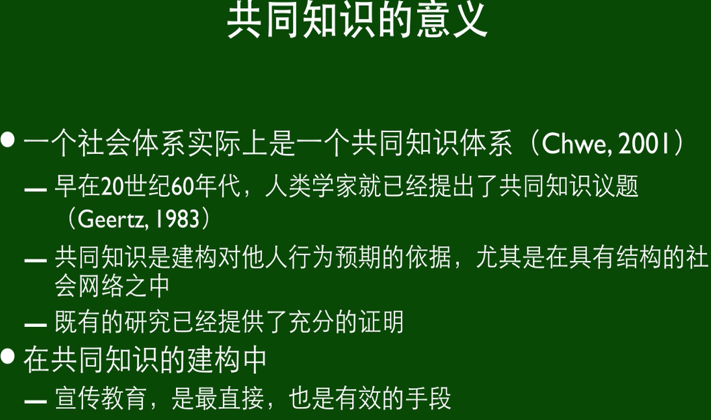 共同知识的意义
● 一个社会体系实际上是一个共同知识体系（Chwe, 2001）
— 早在20世纪60年代，人类学家就已经提出了共同知识议题
（Geertz, 1983）
— 共同知识是建构对他人行为预期的依据，尤其是在具有结构的社
会网络之中
— 既有的研究已经提供了充分的证明
● 在共同知识的建构中
— 宣传教育，是最直接，也是有效的手段